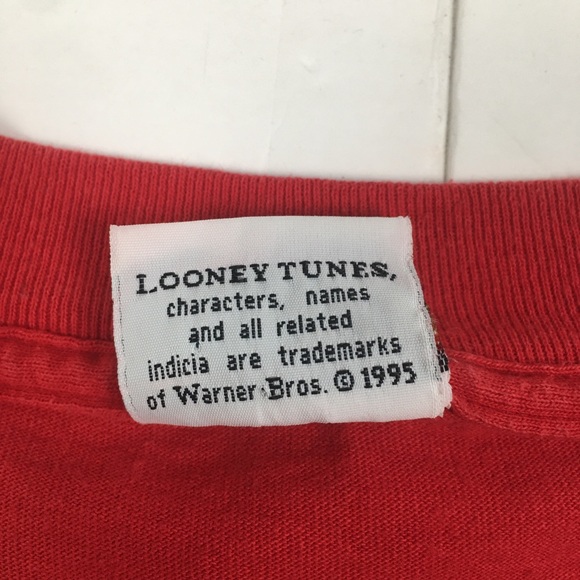 LOONEY TUNES,
characters, names
and all related
indicia are trademarks
of Warner Bros. © 1995